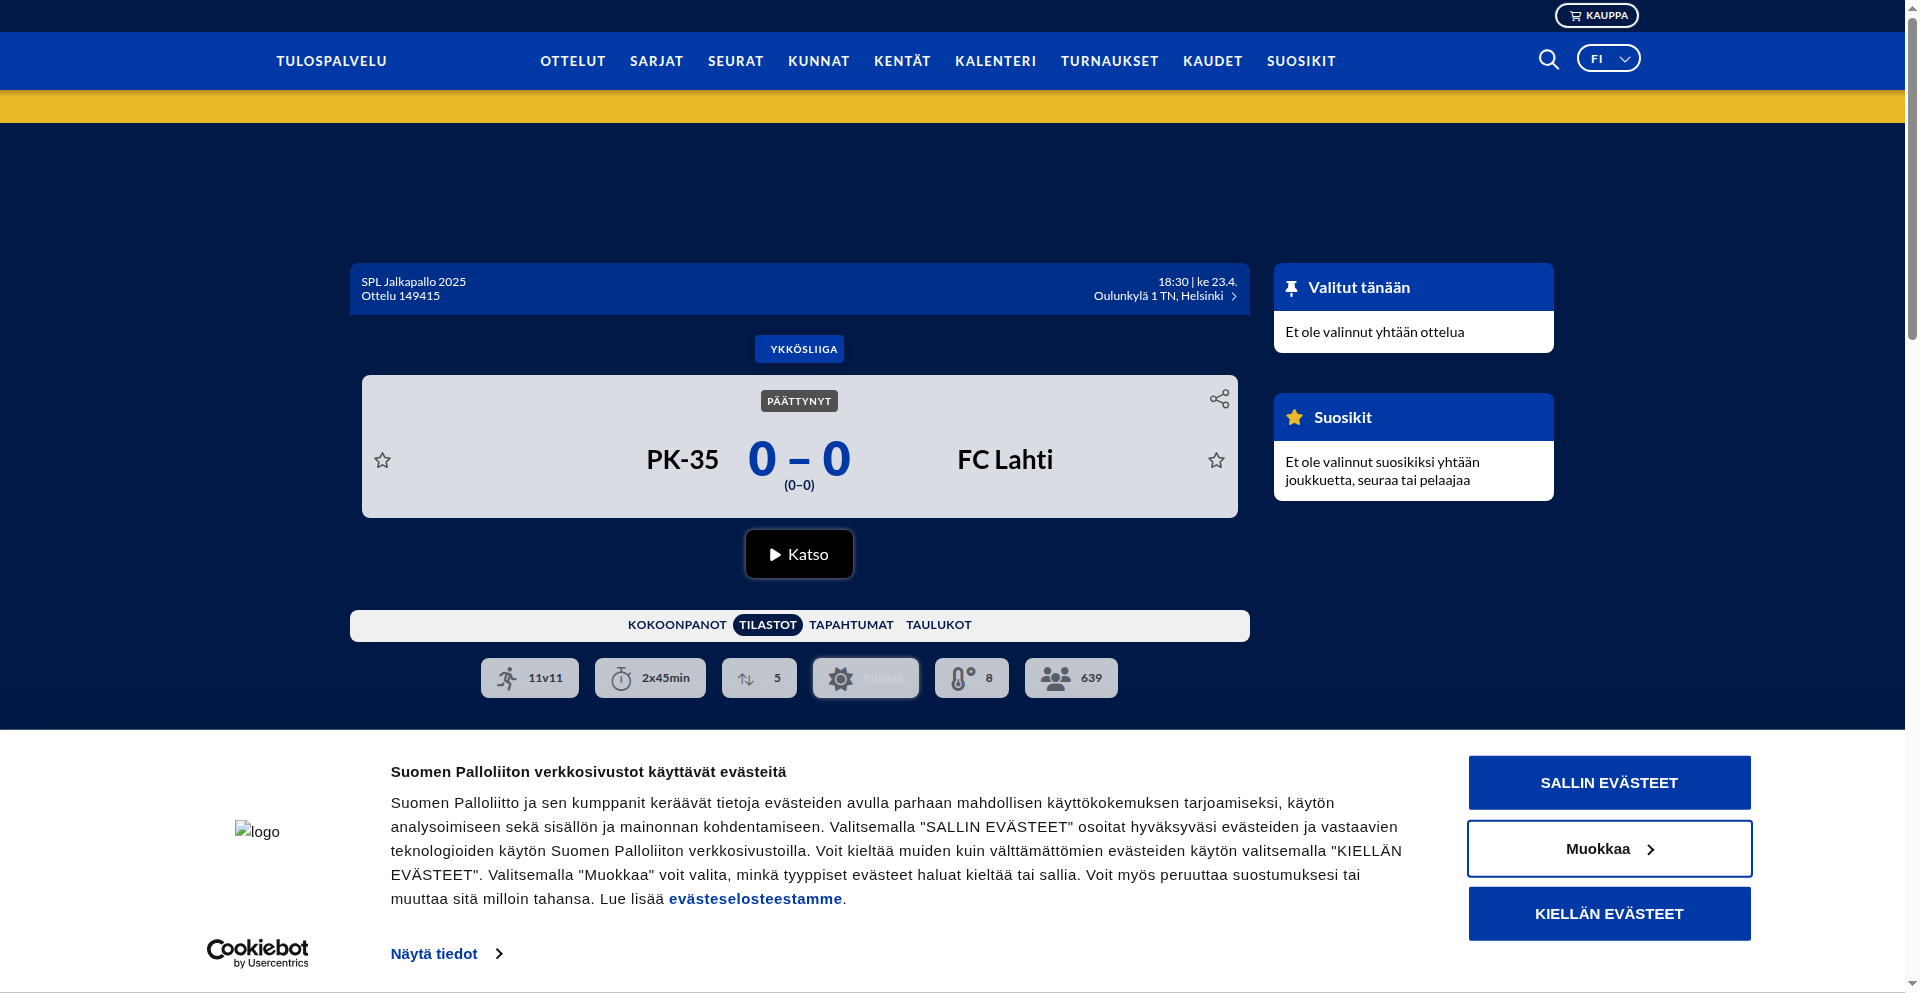 KAUPPA
TULOSPALVELU
OTTELUT SARJAT SEURAT KUNNAT KENTÄT KALENTERI TURNAUKSET KAUDET SUOSIKIT
FI
SPL Jalkapallo 2025
Ottelu 149415
18:30 | ke 23.4.
Oulunkylä 1 TN, Helsinki
YKKÖSLIIGA
PÄÄTTYNYT
PK-35 0 – 0 FC Lahti
(0–0)
Katso
Valitut tänään
Et ole valinnut yhtään ottelua
Suosikit
Et ole valinnut suosikiksi yhtään
joukkuetta, seuraa tai pelaajaa
KOKOONPANOT TILASTOT TAPAHTUMAT TAULUKOT
11v11 2x45min 5 Pilvistä 8 639
logo
Cookiebot
by Usercentrics
Suomen Palloliiton verkkosivustot käyttävät evästeitä
Suomen Palloliitto ja sen kumppanit keräävät tietoja evästeiden avulla parhaan mahdollisen käyttökokemuksen tarjoamiseksi, käytön
analysoimiseen sekä sisällön ja mainonnan kohdentamiseen. Valitsemalla "SALLIN EVÄSTEET" osoitat hyväksyväsi evästeiden ja vastaavien
teknologioiden käytön Suomen Palloliiton verkkosivustoilla. Voit kieltää muiden kuin välttämättömien evästeiden käytön valitsemalla "KIELLÄN
EVÄSTEET". Valitsemalla "Muokkaa" voit valita, minkä tyyppiset evästeet haluat kieltää tai sallia. Voit myös peruuttaa suostumuksesi tai
muuttaa sitä milloin tahansa. Lue lisää evästeselosteestamme.
Näytä tiedot
SALLIN EVÄSTEET
Muokkaa
KIELLÄN EVÄSTEET